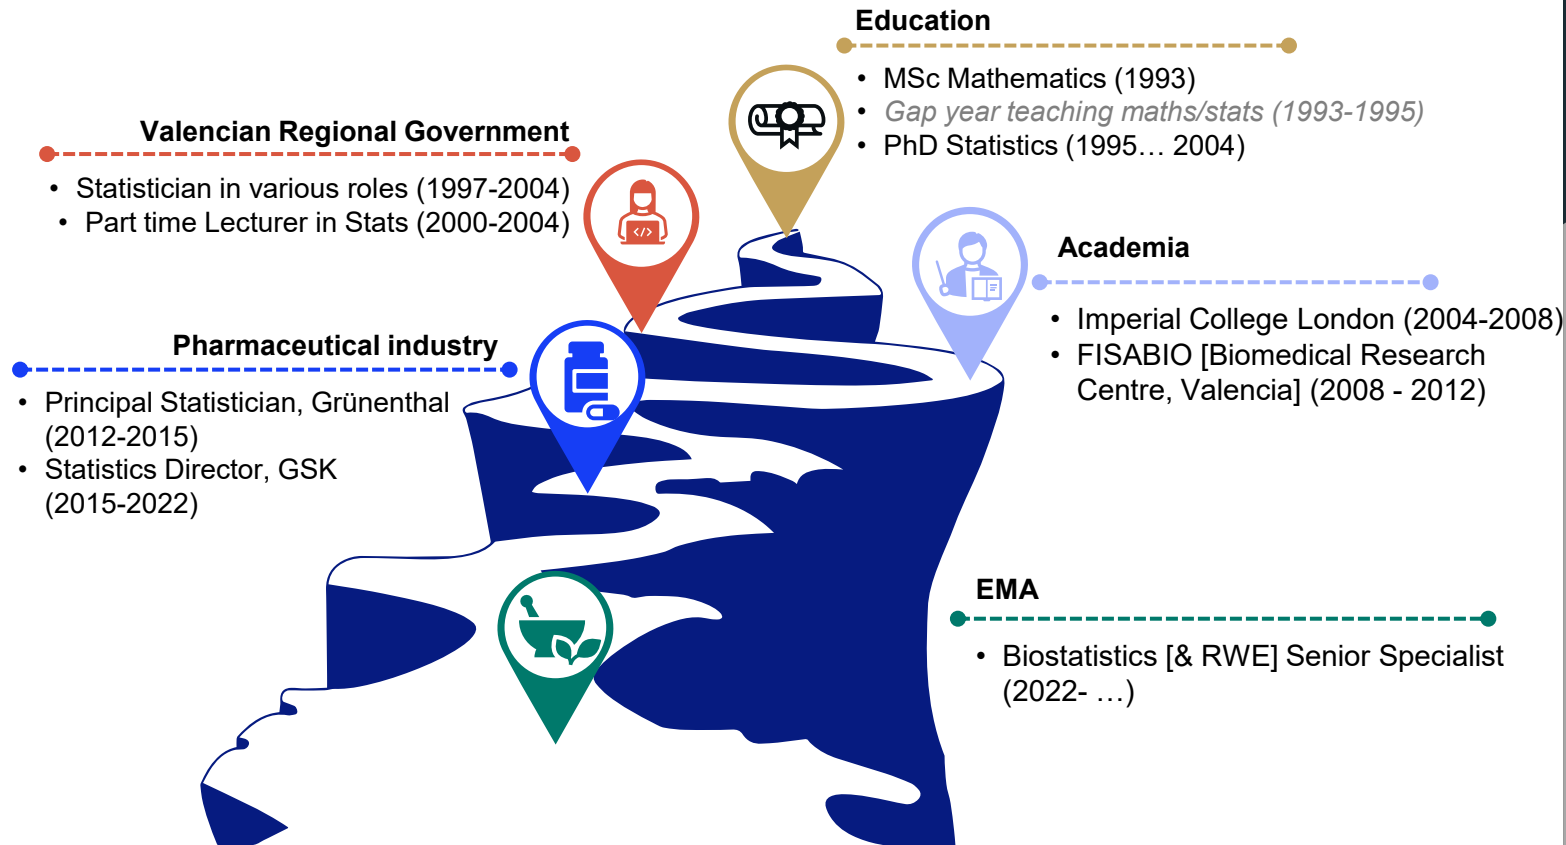 Education
• MSc Mathematics (1993)
• Gap year teaching maths/stats (1993-1995)
• PhD Statistics (1995… 2004)
Valencian Regional Government
• Statistician in various roles (1997-2004)
• Part time Lecturer in Stats (2000-2004)
</>
Academia
• Imperial College London (2004-2008)
• FISABIO [Biomedical Research
Centre, Valencia] (2008 - 2012)
Pharmaceutical industry
• Principal Statistician, Grünenthal
(2012-2015)
• Statistics Director, GSK
(2015-2022)
EMA
• Biostatistics [& RWE] Senior Specialist
(2022- …)